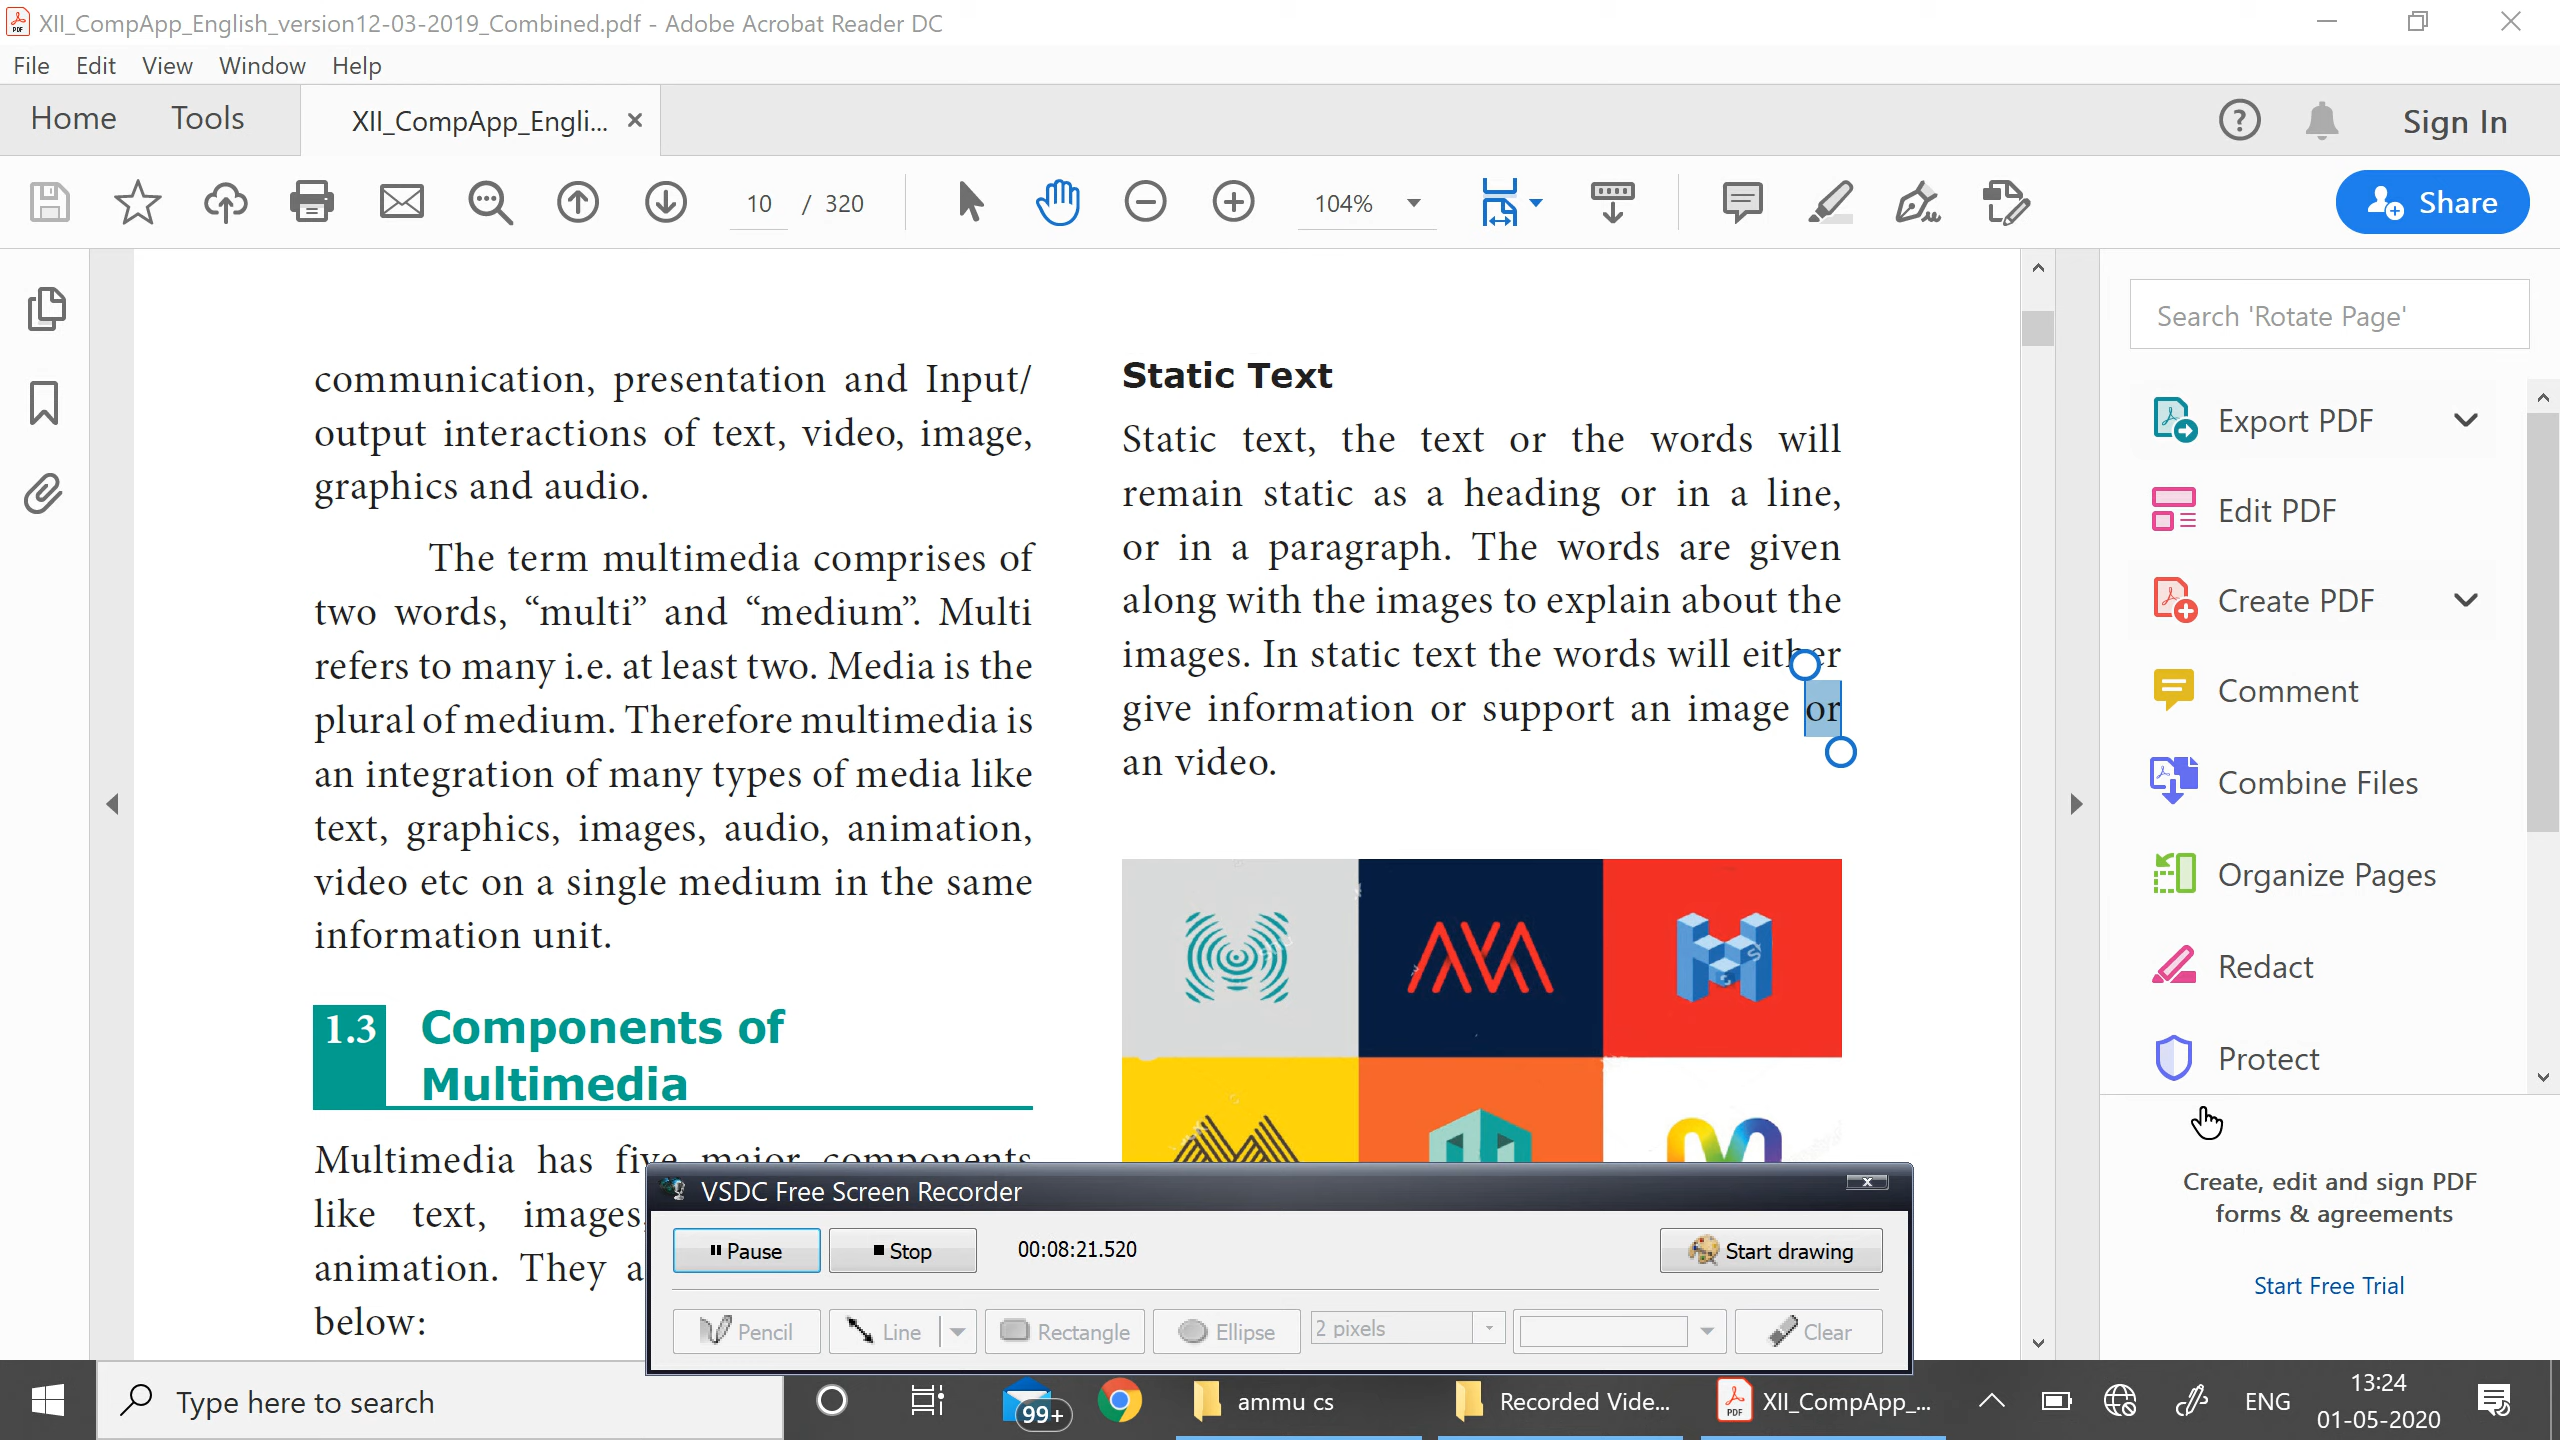 XII_CompApp_English_version12-03-2019_Combined.pdf - Adobe Acrobat Reader DC
File Edit View Window Help
Home Tools XII_CompApp_Engli... × Sign In
10 / 320 104% Share
communication, presentation and Input/
output interactions of text, video, image,
graphics and audio.
The term multimedia comprises of
two words, “multi” and “medium”. Multi
refers to many i.e. at least two. Media is the
plural of medium. Therefore multimedia is
an integration of many types of media like
text, graphics, images, audio, animation,
video etc on a single medium in the same
information unit.
1.3 Components of
Multimedia
Multimedia has five major components
like text, images,
animation. They a
below:
Static Text
Static text, the text or the words will
remain static as a heading or in a line,
or in a paragraph. The words are given
along with the images to explain about the
images. In static text the words will either
give information or support an image or
an video.
Search 'Rotate Page'
Export PDF
Edit PDF
Create PDF
Comment
Combine Files
Organize Pages
Redact
Protect
Create, edit and sign PDF
forms & agreements
Start Free Trial
VSDC Free Screen Recorder
Pause Stop 00:08:21.520 Start drawing
Pencil Line Rectangle Ellipse 2 pixels Clear
Type here to search 99+ ammu cs Recorded Vide... XII_CompApp_... ENG 13:24
01-05-2020